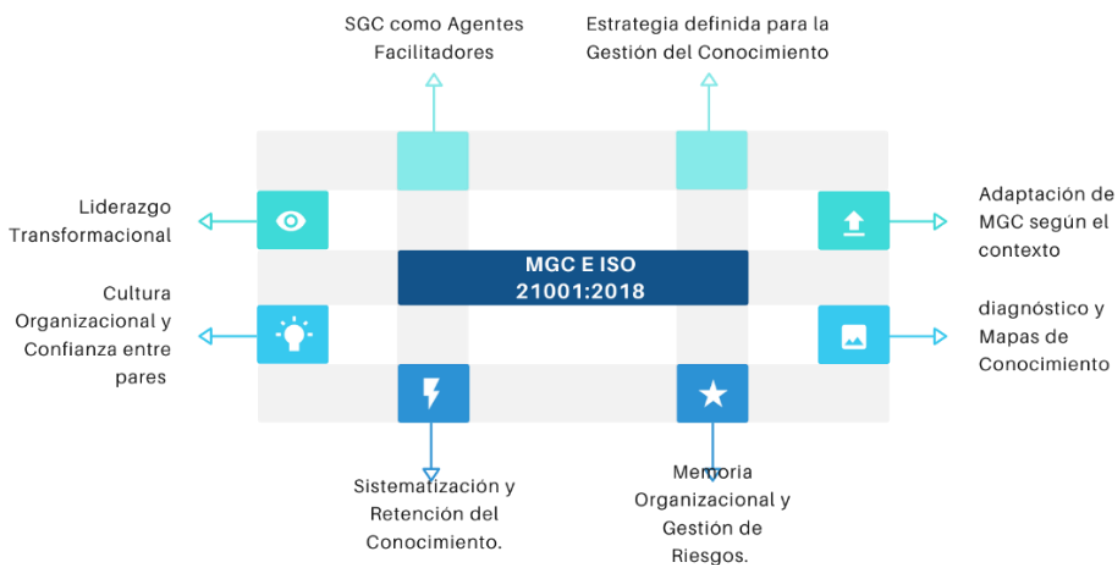 SGC como Agentes
Facilitadores
Estrategia definida para la
Gestión del Conocimiento
Liderazgo
Transformacional
Adaptación de
MGC según el
contexto
MGC E ISO
21001:2018
Cultura
Organizacional y
Confianza entre
pares
diagnóstico y
Mapas de
Conocimiento
Sistematización y
Retención del
Conocimiento.
Memoria
Organizacional y
Gestión de
Riesgos.